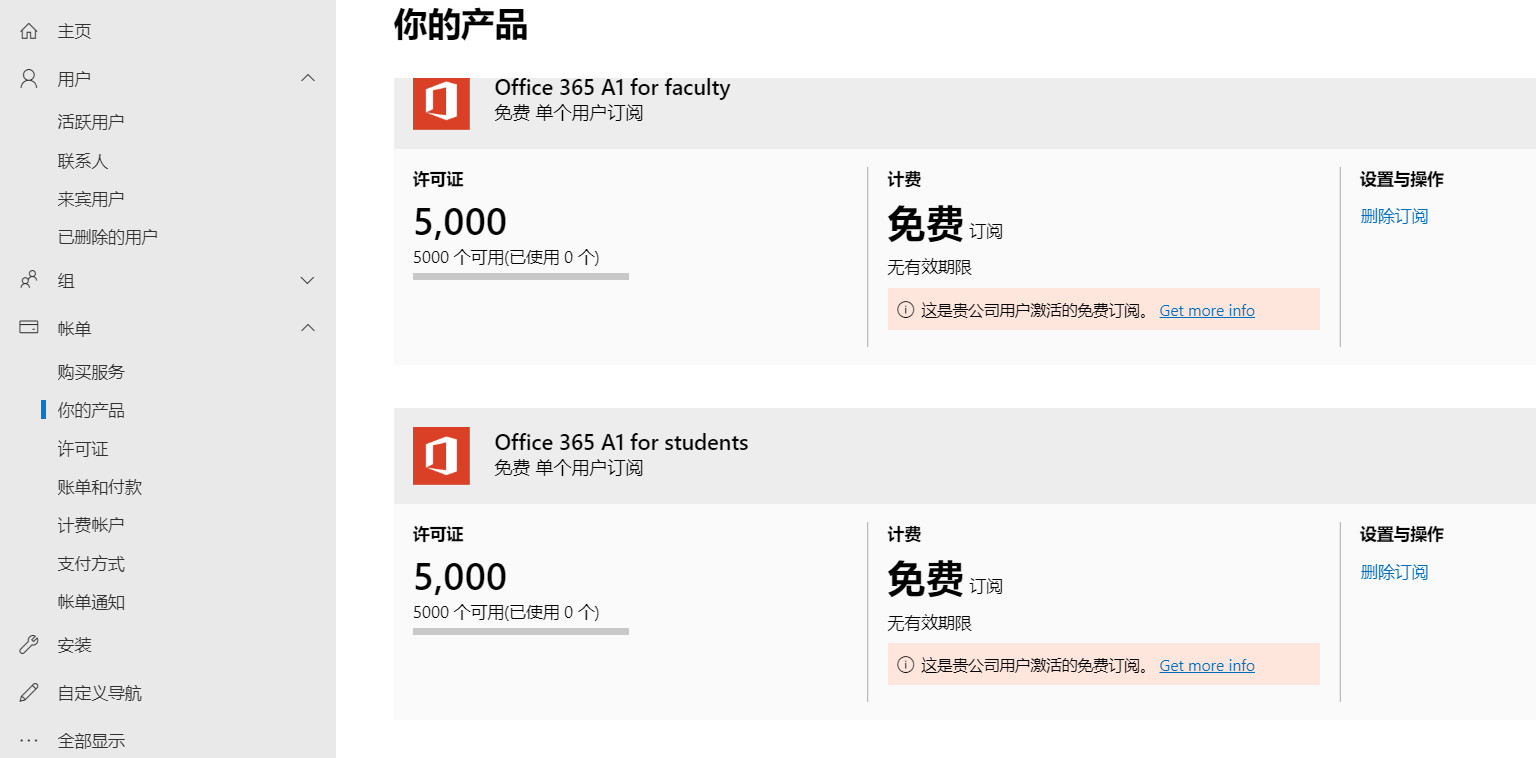 主页
用户
活跃用户
联系人
来宾用户
已删除的用户
组
帐单
购买服务
你的产品
许可证
账单和付款
计费帐户
支付方式
帐单通知
安装
自定义导航
全部显示
你的产品
Office 365 A1 for faculty
免费 单个用户订阅
许可证
5,000
5000 个可用(已使用 0 个)
计费
免费 订阅
无有效期限
这是贵公司用户激活的免费订阅。 Get more info
设置与操作
删除订阅
Office 365 A1 for students
免费 单个用户订阅
许可证
5,000
5000 个可用(已使用 0 个)
计费
免费 订阅
无有效期限
这是贵公司用户激活的免费订阅。 Get more info
设置与操作
删除订阅